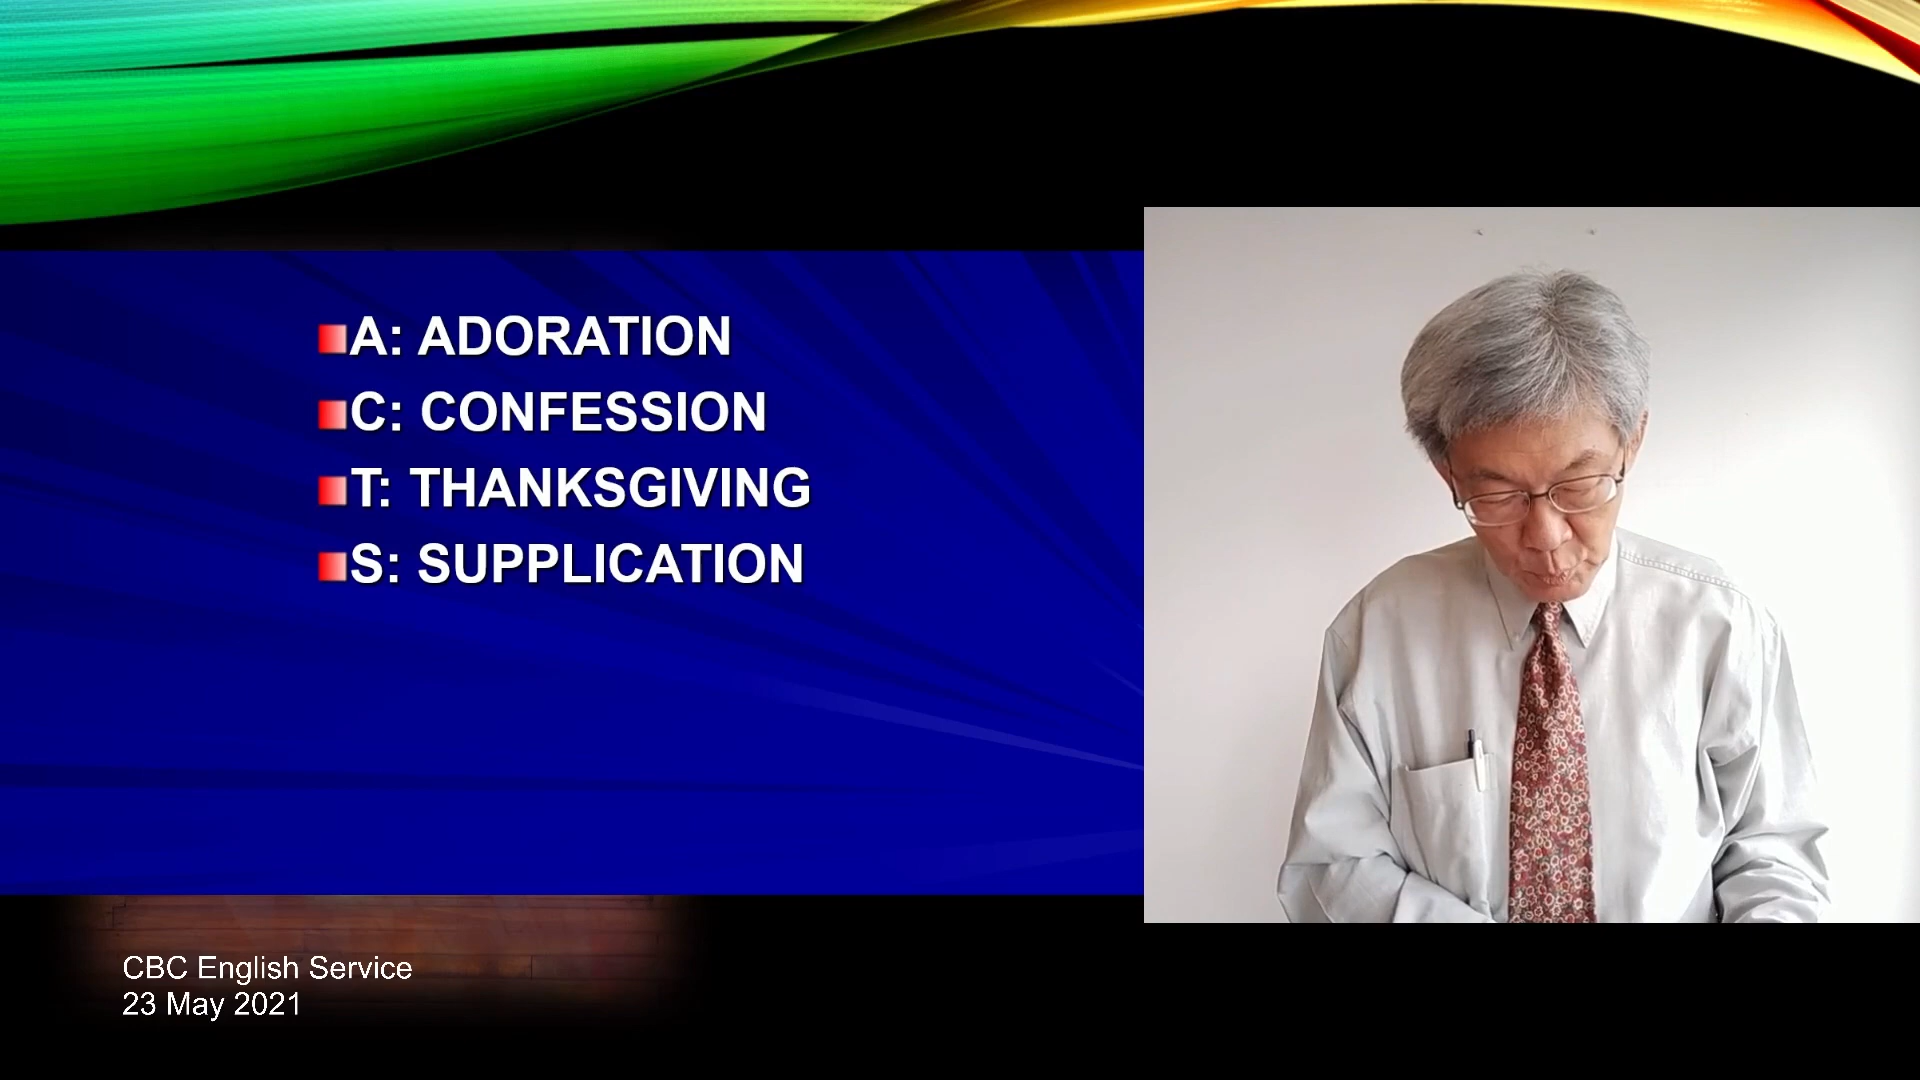 A: ADORATION
C: CONFESSION
T: THANKSGIVING
S: SUPPLICATION
CBC English Service
23 May 2021